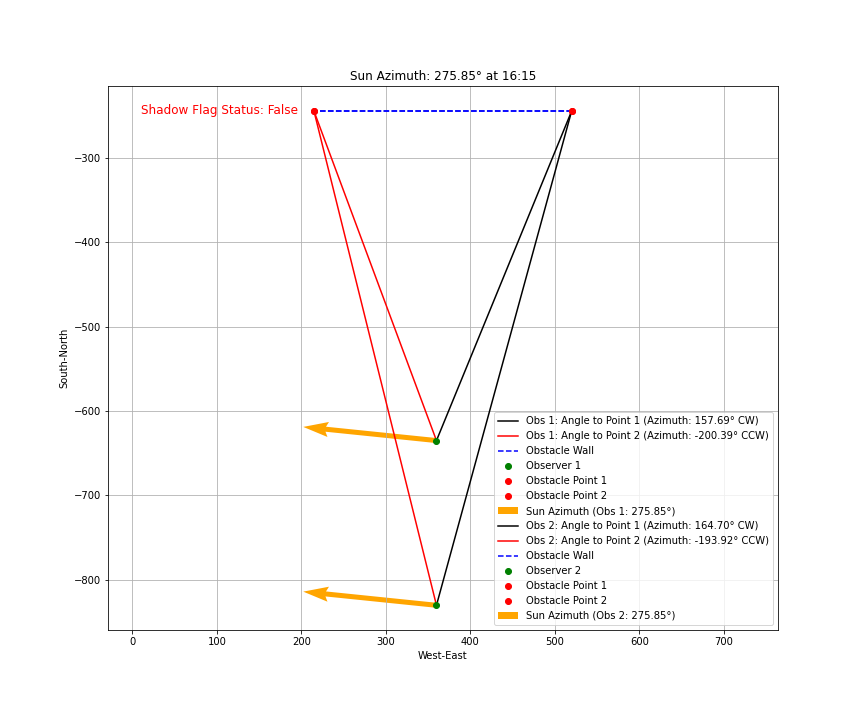 Sun Azimuth: 275.85° at 16:15
Shadow Flag Status: False
−300
−400
−500
−600
−700
−800
South-North
Obs 1: Angle to Point 1 (Azimuth: 157.69° CW)
Obs 1: Angle to Point 2 (Azimuth: -200.39° CCW)
Obstacle Wall
Observer 1
Obstacle Point 1
Obstacle Point 2
Sun Azimuth (Obs 1: 275.85°)
Obs 2: Angle to Point 1 (Azimuth: 164.70° CW)
Obs 2: Angle to Point 2 (Azimuth: -193.92° CCW)
Obstacle Wall
Observer 2
Obstacle Point 1
Obstacle Point 2
Sun Azimuth (Obs 2: 275.85°)
0 100 200 300 400 500 600 700
West-East